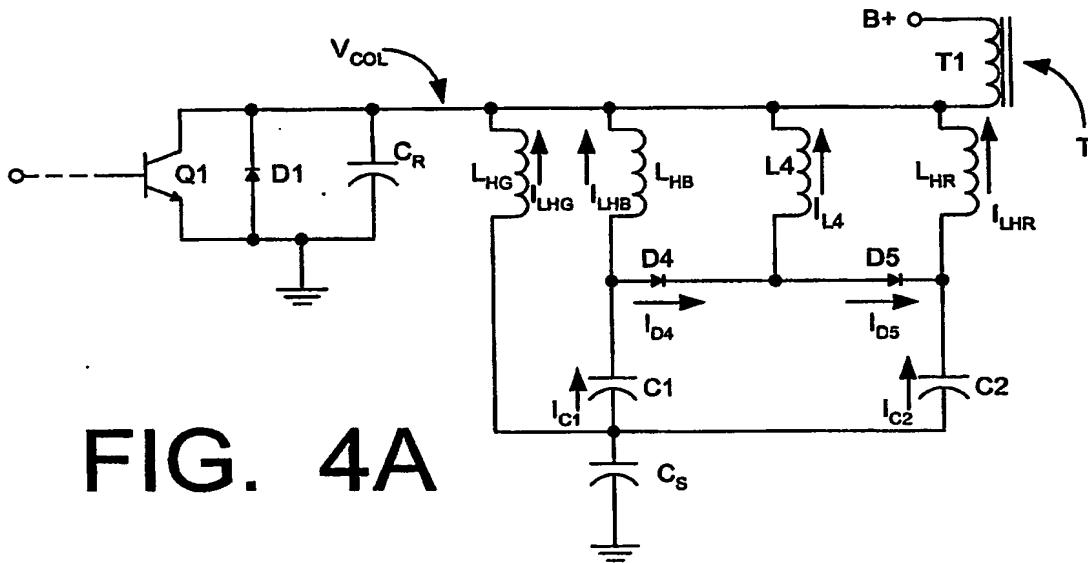 B+
T1
V_COL
T
Q1
D1
C_R
L_HG
I_LHG
I_LHB
L_HB
L4
I_L4
L_HR
I_LHR
D4
D5
I_D4
I_D5
I_C1
C1
I_C2
C2
C_S
FIG. 4A